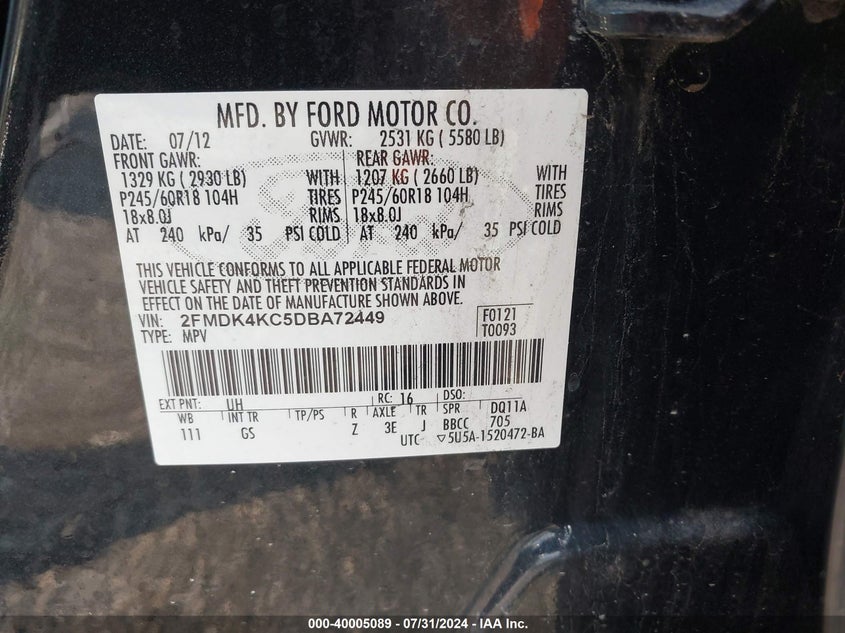 MFD. BY FORD MOTOR CO.
DATE: 07/12 GVWR: 2531 KG ( 5580 LB)
FRONT GAWR: REAR GAWR:
1329 KG ( 2930 LB) WITH 1207 KG ( 2660 LB) WITH
P245/60R18 104H TIRES P245/60R18 104H TIRES
18x8.0J RIMS 18x8.0J RIMS
AT 240 kPa/ 35 PSI COLD AT 240 kPa/ 35 PSI COLD
THIS VEHICLE CONFORMS TO ALL APPLICABLE FEDERAL MOTOR
VEHICLE SAFETY AND THEFT PREVENTION STANDARDS IN
EFFECT ON THE DATE OF MANUFACTURE SHOWN ABOVE.
VIN: 2FMDK4KC5DBA72449 F0121
TYPE: MPV T0093
EXT PNT: UH RC: 16 DSO:
WB INT TR TP/PS R AXLE TR SPR DQ11A
111 GS Z 3E J BBCC 705
UTC ▽5U5A-1520472-BA
000-40005089 - 07/31/2024 - IAA Inc.